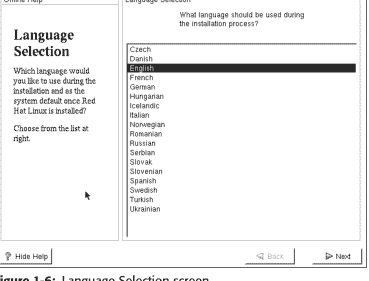 Online Help
Language Selection
Language
Selection
Which language would
you like to use during the
installation and as the
system default once Red
Hat Linux is installed?
Choose from the list at
right.
What language should be used during
the installation process?
Czech
Danish
English
French
German
Hungarian
Icelandic
Italian
Norwegian
Romanian
Russian
Serbian
Slovak
Slovenian
Spanish
Swedish
Turkish
Ukrainian
Hide Help
Back
Next
igure 1-6: Language Selection screen